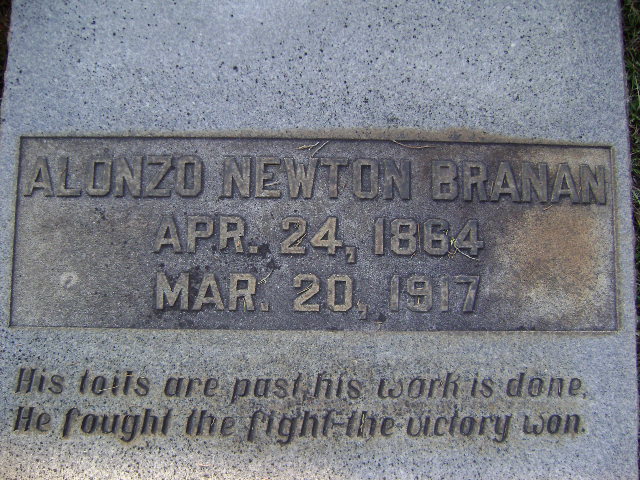 ALONZO NEWTON BRANAN
APR. 24, 1864
MAR. 20, 1917
His toils are past, his work is done.
He fought the fight-the victory won.